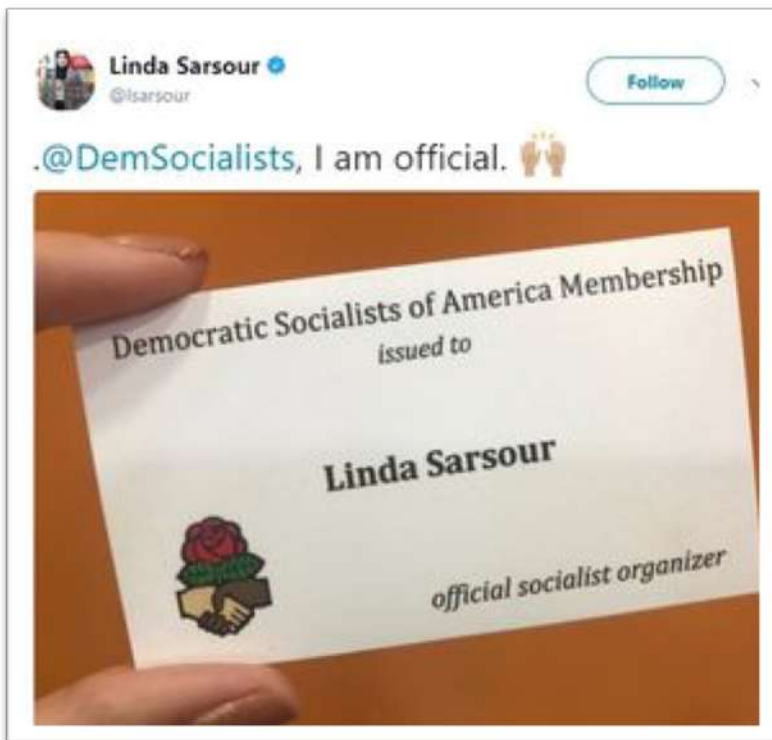 Linda Sarsour
@lsarsour
Follow
.@DemSocialists, I am official. 🙌🏼
Democratic Socialists of America Membership
issued to
Linda Sarsour
official socialist organizer